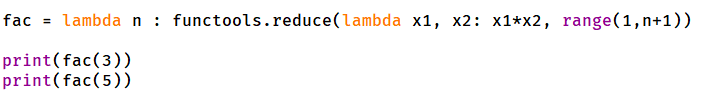 fac = lambda n : functools.reduce(lambda x1, x2: x1*x2, range(1,n+1))
print(fac(3))
print(fac(5))